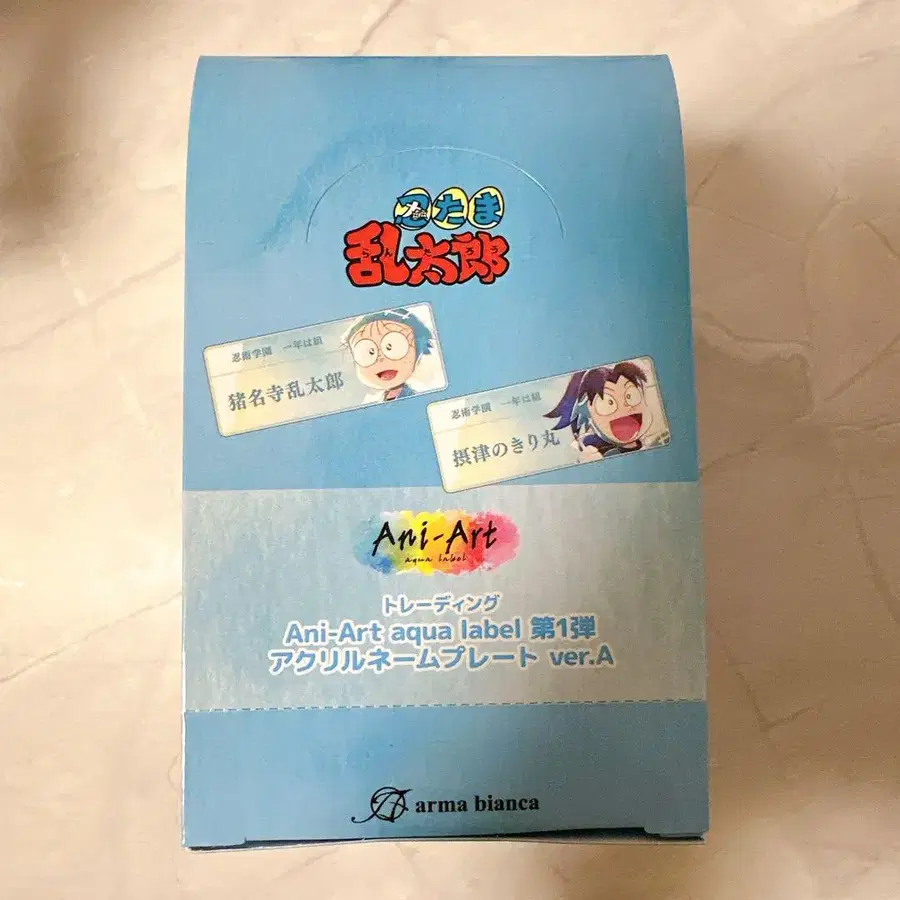 忍たま
乱太郎
忍術学園 一年は組
猪名寺乱太郎
忍術学園 一年は組
摂津のきり丸
Ani-Art
aqua label
トレーディング
Ani-Art aqua label 第1弾
アクリルネームプレート ver.A
arma bianca